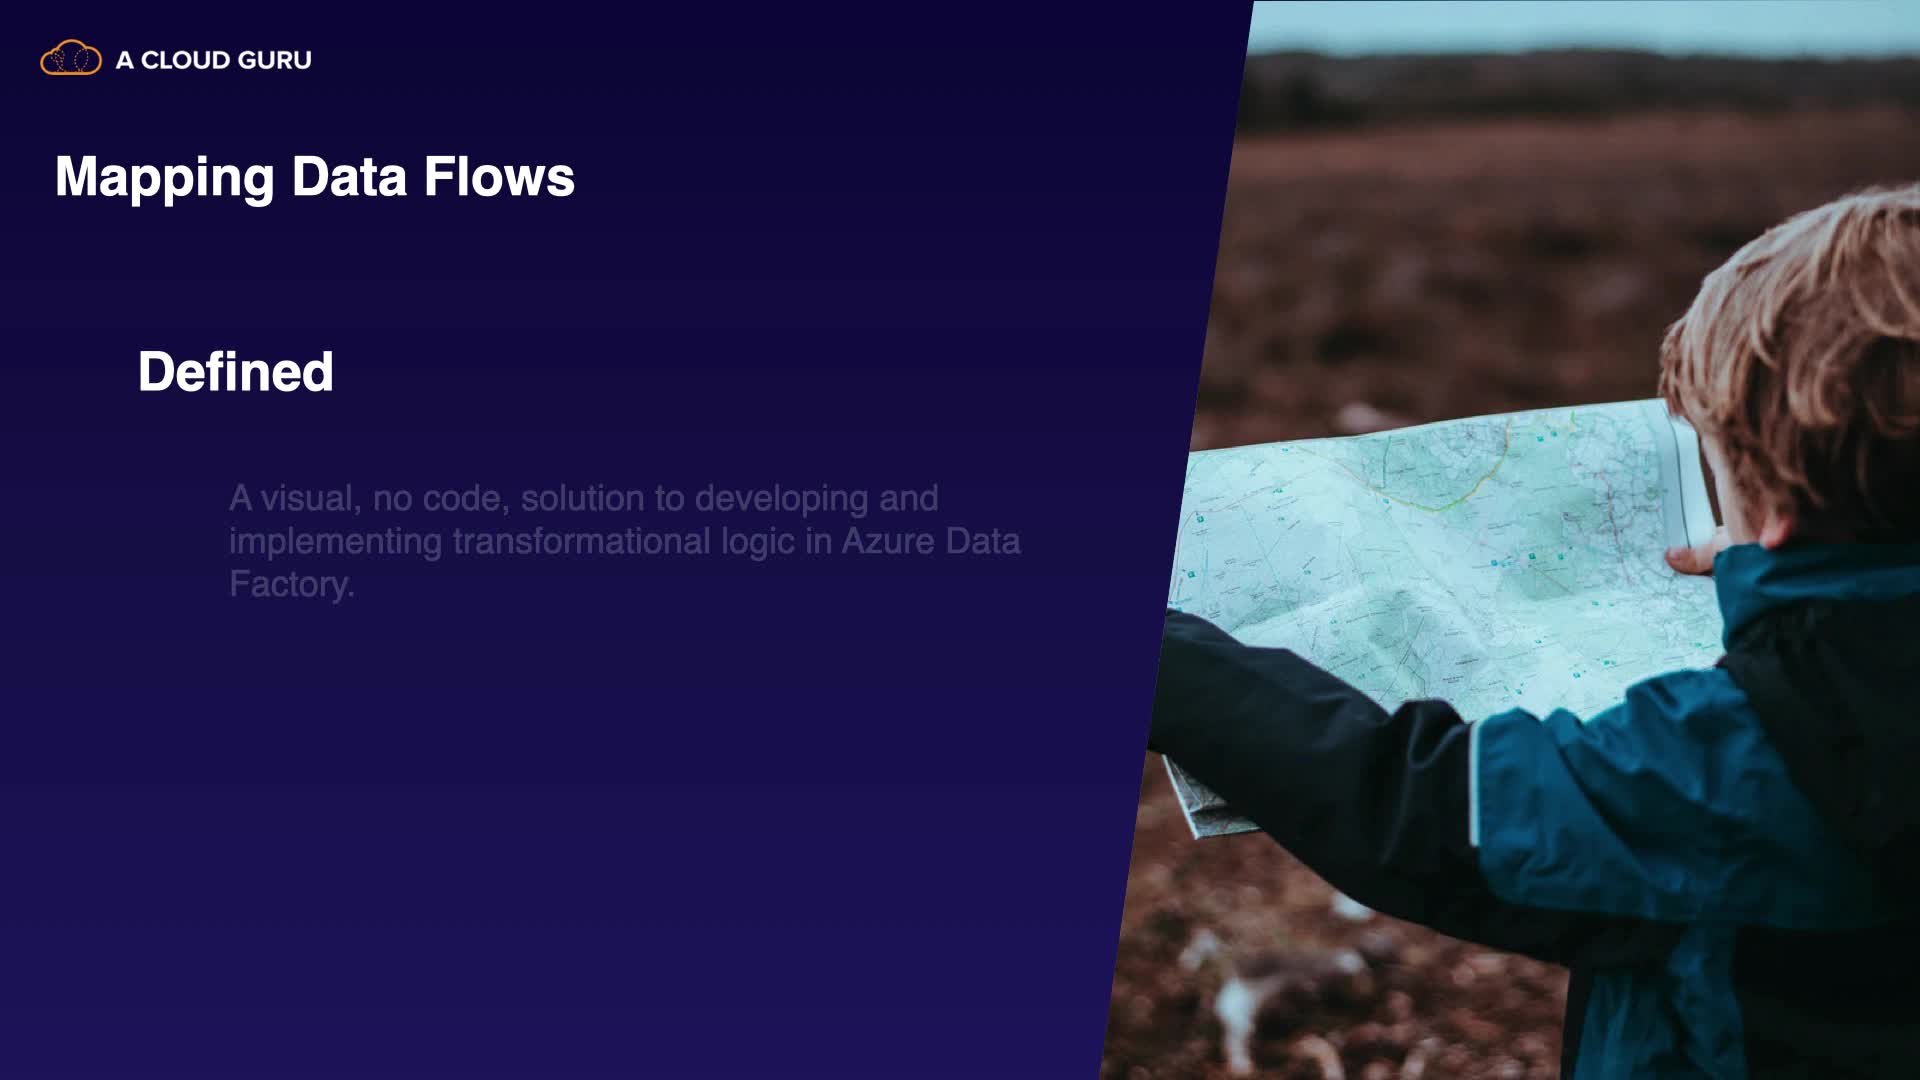 A CLOUD GURU
Mapping Data Flows
Defined
A visual, no code, solution to developing and
implementing transformational logic in Azure Data
Factory.